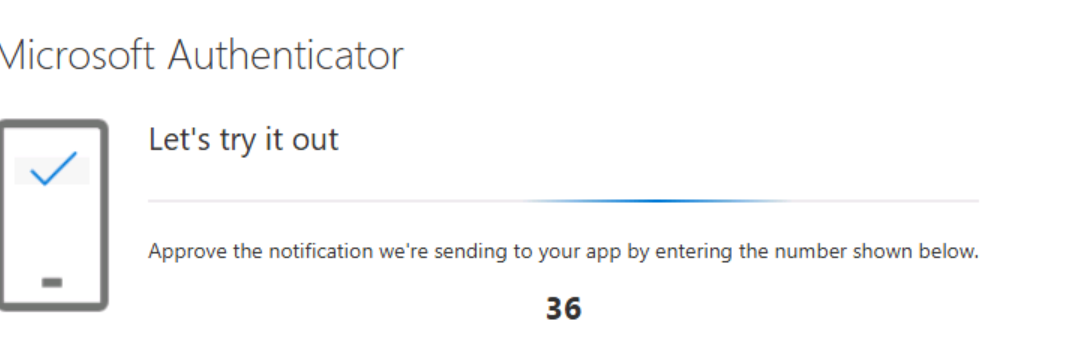 Microsoft Authenticator
Let's try it out
Approve the notification we're sending to your app by entering the number shown below.
36